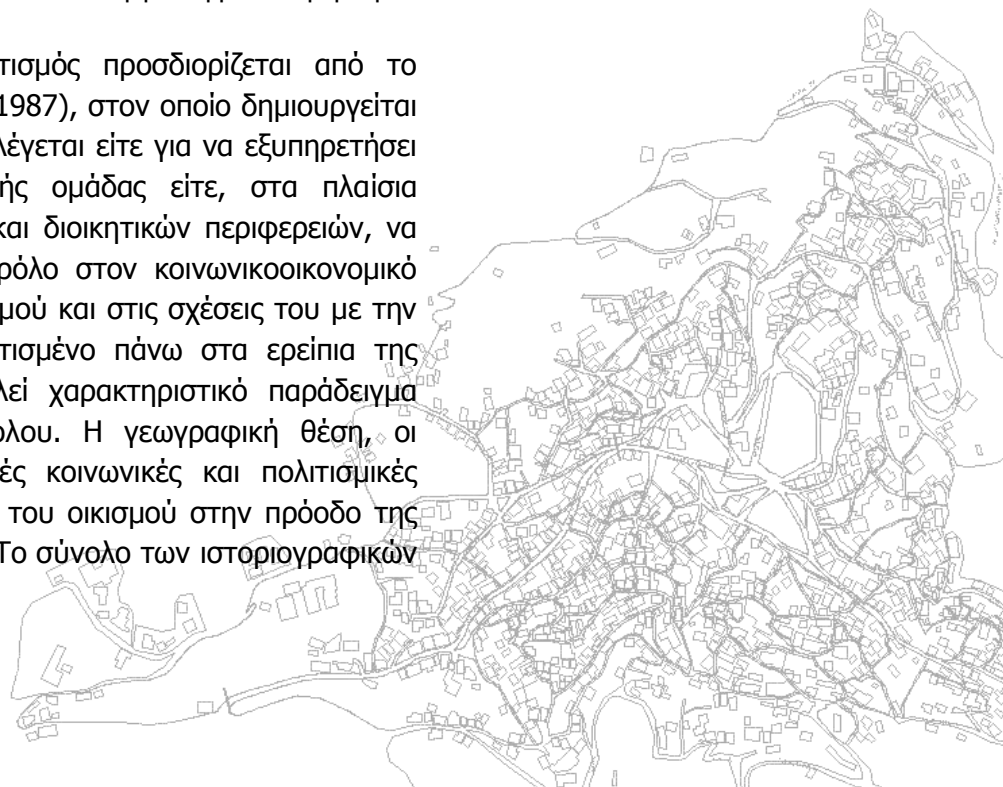 τισμός προσδιορίζεται από το
1987), στον οποίο δημιουργείται
λέγεται είτε για να εξυπηρετήσει
ής ομάδας είτε, στα πλαίσια
και διοικητικών περιφερειών, να
ρόλο στον κοινωνικοοικονομικό
μού και στις σχέσεις του με την
τισμένο πάνω στα ερείπια της
λεί χαρακτηριστικό παράδειγμα
όλου. Η γεωγραφική θέση, οι
ές κοινωνικές και πολιτισμικές
του οικισμού στην πρόοδο της
Το σύνολο των ιστοριογραφικών